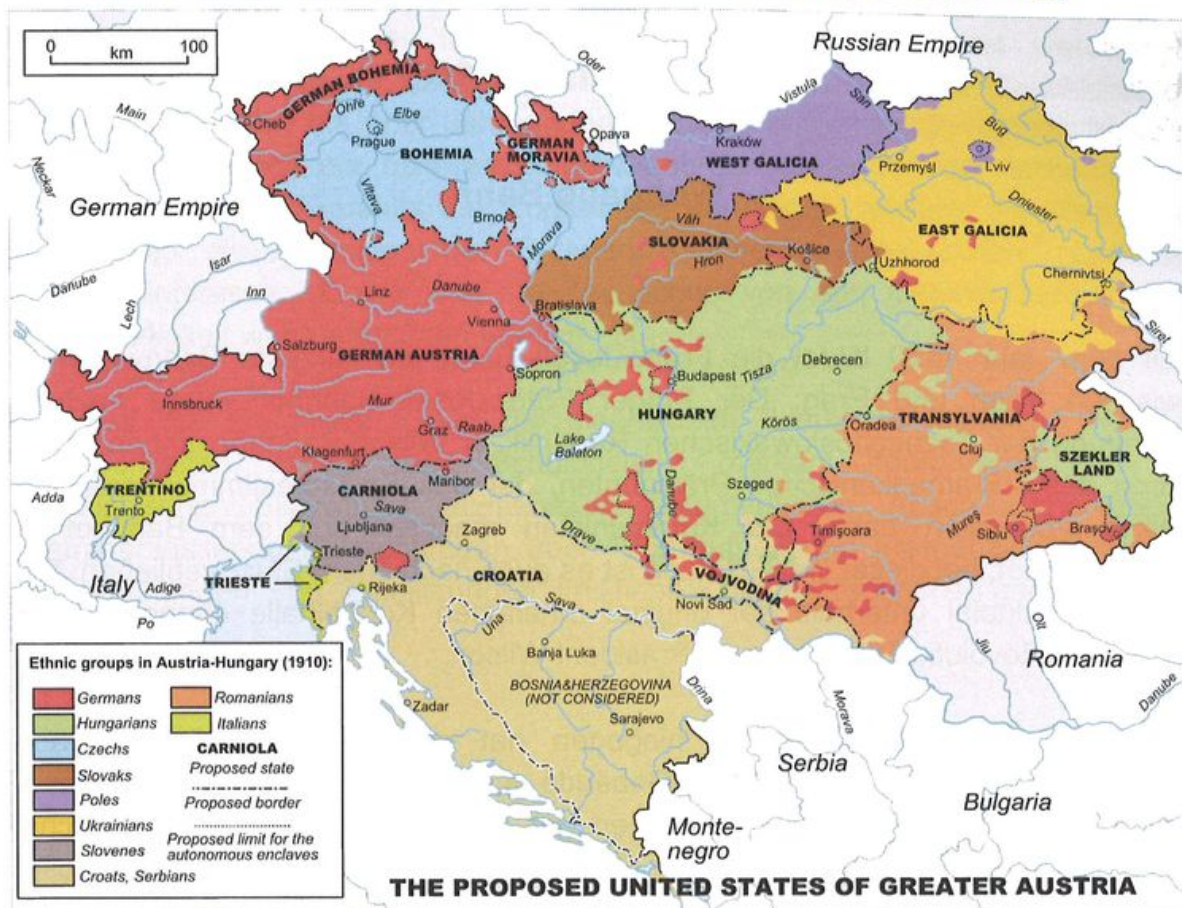 0 100
km
Russian Empire
Oder
Vistula
San
GERMAN BOHEMIA
Main
Ohře
Elbe
Cheb
Prague
Opava
Kraków
Bug
BOHEMIA
GERMAN
MORAVIA
WEST GALICIA
Przemyśl
Lviv
Neckar
Vltava
German Empire
Brno
Morava
Váh
Dniester
SLOVAKIA
EAST GALICIA
Košice
Hron
Uzhhorod
Isar
Danube
Chernivtsi
Lech
Inn
Linz
Danube
Bratislava
Vienna
Siret
Salzburg
GERMAN AUSTRIA
Sopron
Debrecen
Budapest
Tisza
Innsbruck
Mur
HUNGARY
TRANSYLVANIA
Graz
Raab
Körös
Oradea
Cluj
Lake
Balaton
SZEKLER
LAND
Klagenfurt
Adda
TRENTINO
Maribor
CARNIOLA
Trento
Sava
Szeged
Danube
Ljubljana
Mureş
Drave
Timişoara
Sibiu
Braşov
Zagreb
Trieste
Italy
Adige
TRIESTE
CROATIA
VOJVODINA
Rijeka
Po
Sava
Novi Sad
Una
Jiu
Olt
Banja Luka
Romania
BOSNIA&HERZEGOVINA
(NOT CONSIDERED)
Drina
Morava
Danube
Zadar
Sarajevo
Serbia
Bulgaria
Monte-
negro
Ethnic groups in Austria-Hungary (1910):
Germans
Romanians
Hungarians
Italians
Czechs
CARNIOLA
Proposed state
Slovaks
Poles
Proposed border
Ukrainians
Proposed limit for the
autonomous enclaves
Slovenes
Croats, Serbians
THE PROPOSED UNITED STATES OF GREATER AUSTRIA